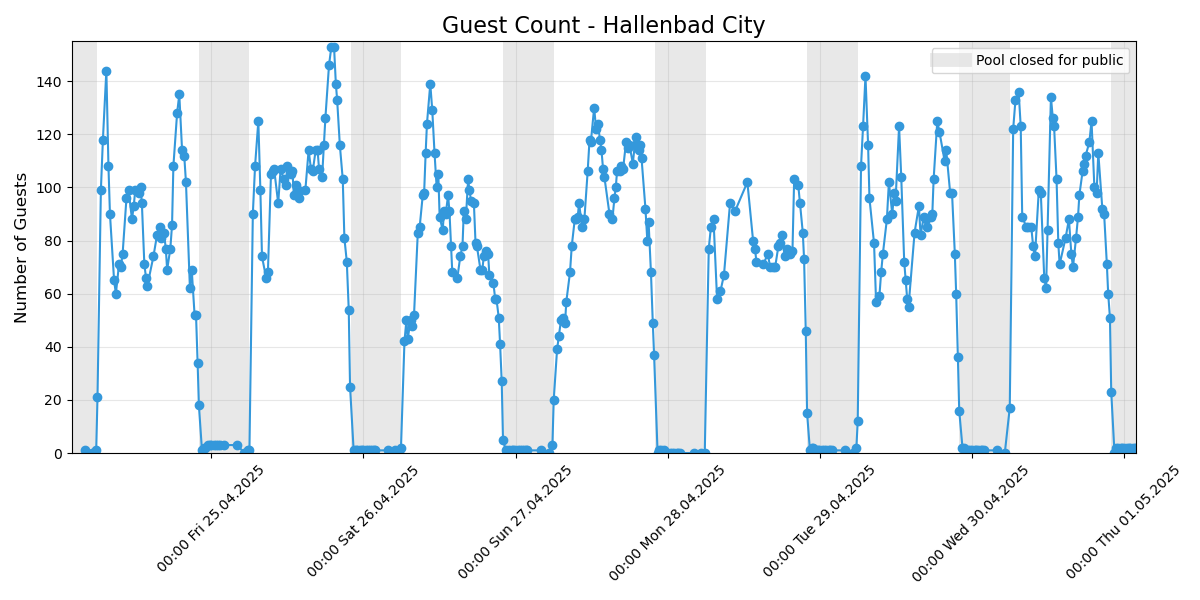 Guest Count - Hallenbad City
Pool closed for public
Number of Guests
140
120
100
80
60
40
20
0
00:00 Fri 25.04.2025
00:00 Sat 26.04.2025
00:00 Sun 27.04.2025
00:00 Mon 28.04.2025
00:00 Tue 29.04.2025
00:00 Wed 30.04.2025
00:00 Thu 01.05.2025